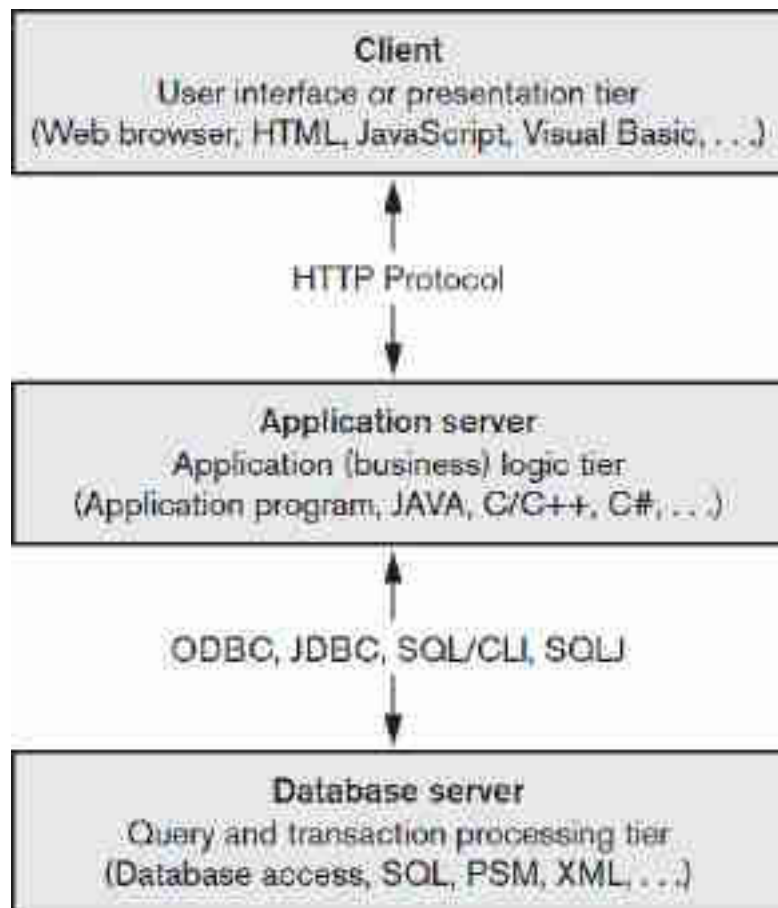 Client
User interface or presentation tier
(Web browser, HTML, JavaScript, Visual Basic, . . .)
HTTP Protocol
Application server
Application (business) logic tier
(Application program, JAVA, C/C++, C#, . . .)
ODBC, JDBC, SQL/CLI, SQLJ
Database server
Query and transaction processing tier
(Database access, SQL, PSM, XML, . . .)